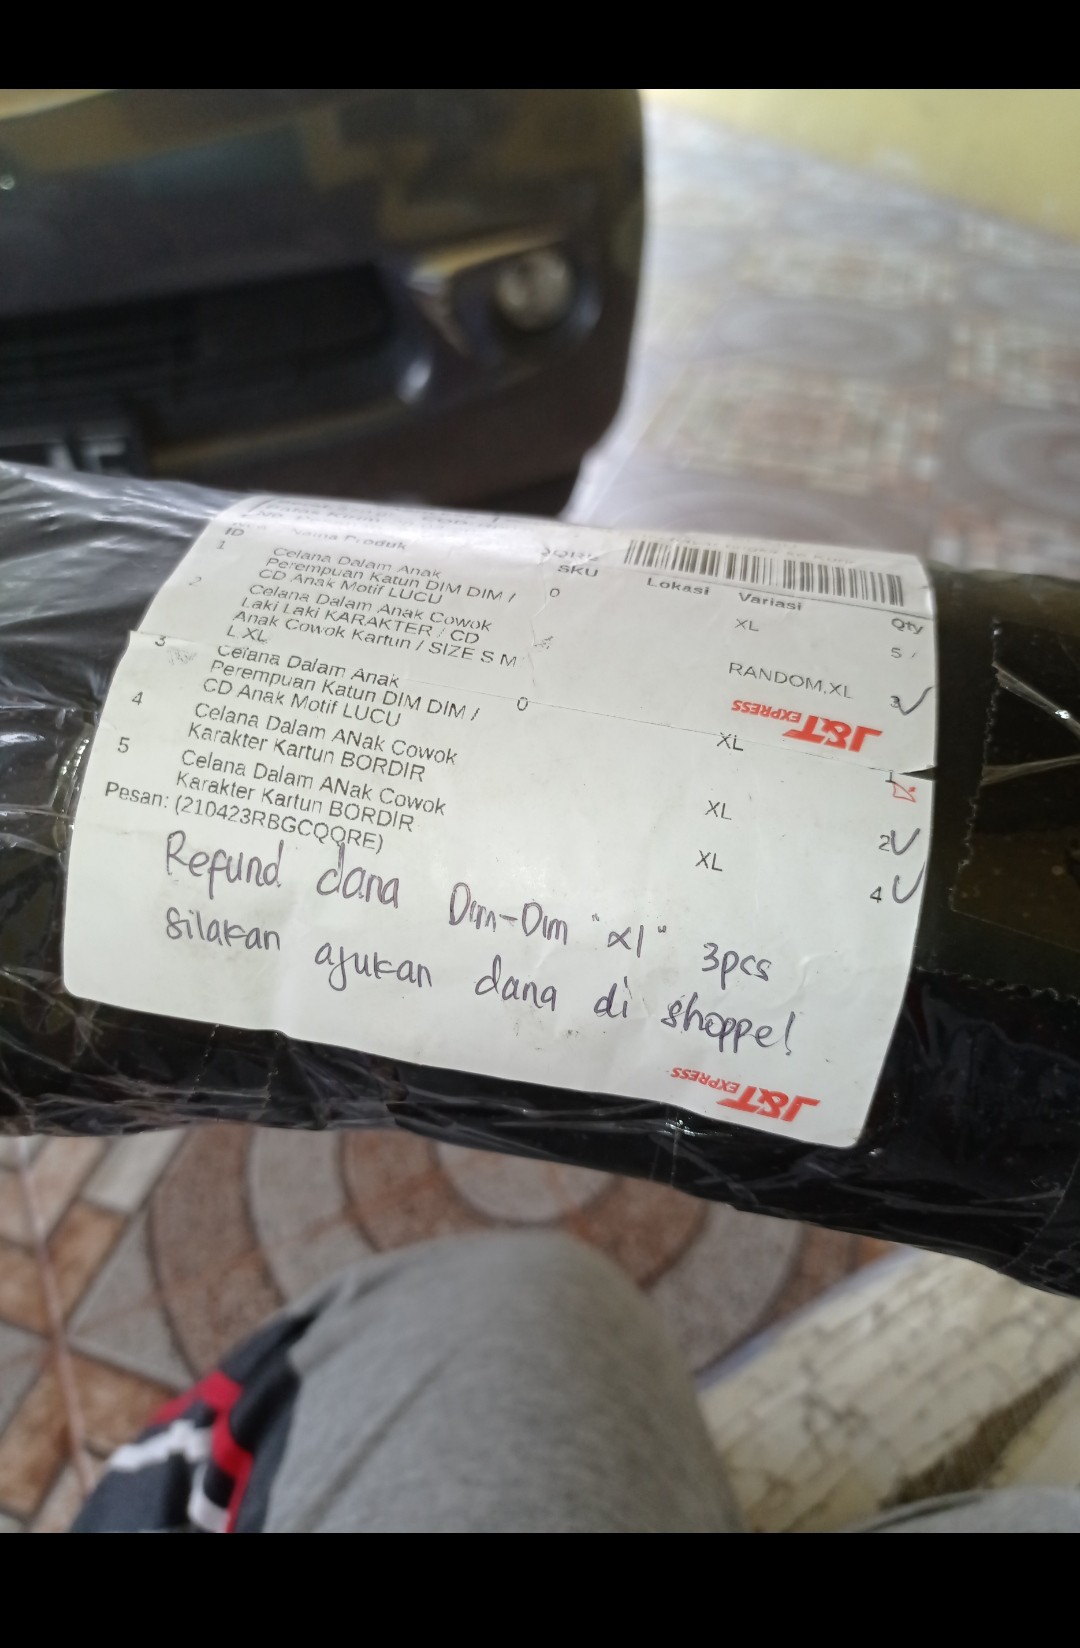 ID Nama Produk SKU Lokasi Variasi Qty
1 Celana Dalam Anak 0 XL 5
Perempuan Katun DIM DIM /
CD Anak Motif LUCU
2 Celana Dalam Anak Cowok RANDOM,XL 3
Laki Laki KARAKTER / CD
Anak Cowok Kartun / SIZE S M
L XL
J&T EXPRESS
3 Celana Dalam Anak 0 XL 1
Perempuan Katun DIM DIM /
CD Anak Motif LUCU
4 Celana Dalam ANak Cowok XL 2
Karakter Kartun BORDIR
5 Celana Dalam ANak Cowok XL 4
Karakter Kartun BORDIR
Pesan: (210423RBGCQQRE)
Refund dana Dim-Dim "xl" 3pcs
silakan ajukan dana di shoppe!
J&T EXPRESS